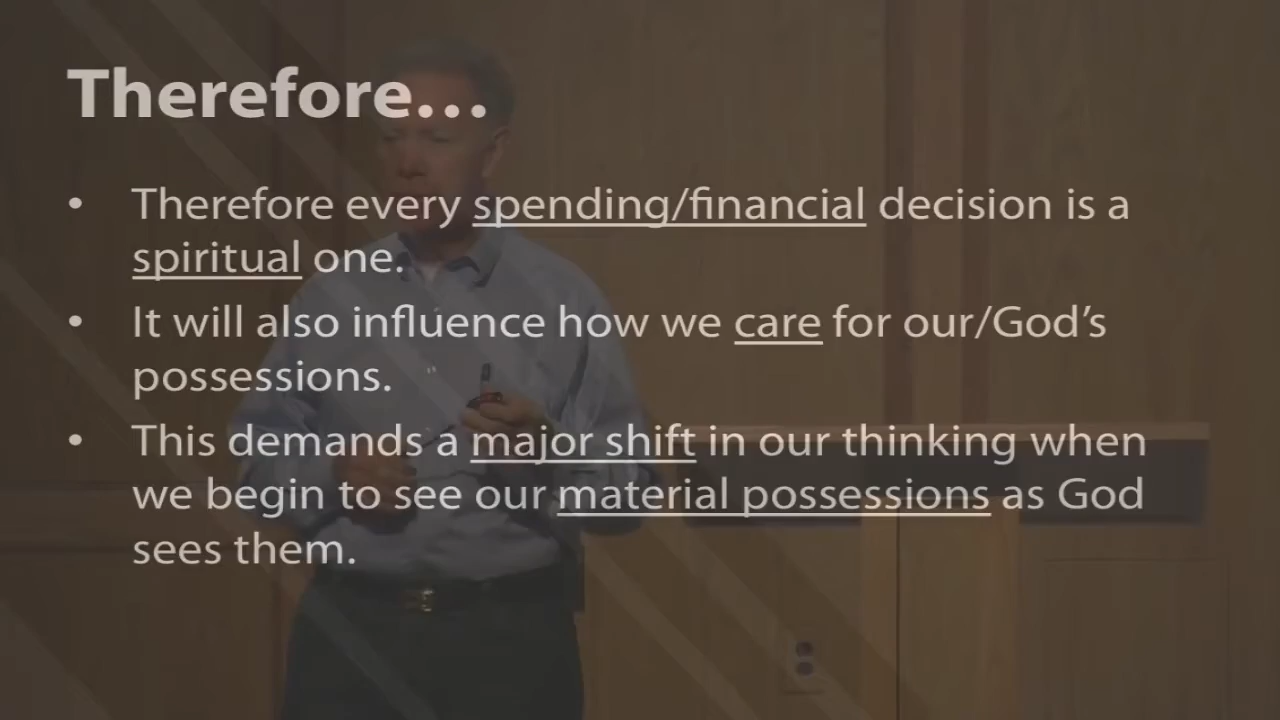 Therefore...
• Therefore every spending/financial decision is a
spiritual one.
• It will also influence how we care for our/God's
possessions.
• This demands a major shift in our thinking when
we begin to see our material possessions as God
sees them.